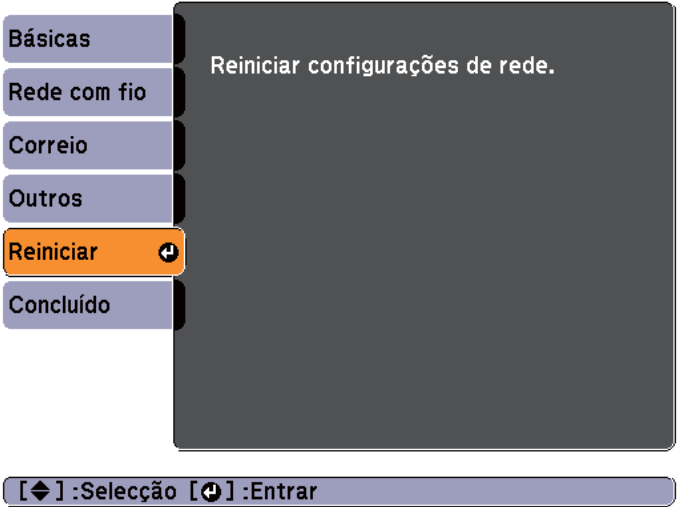 Básicas
Rede com fio
Correio
Outros
Reiniciar
Concluído
Reiniciar configurações de rede.
[ ] :Selecção [ ] :Entrar